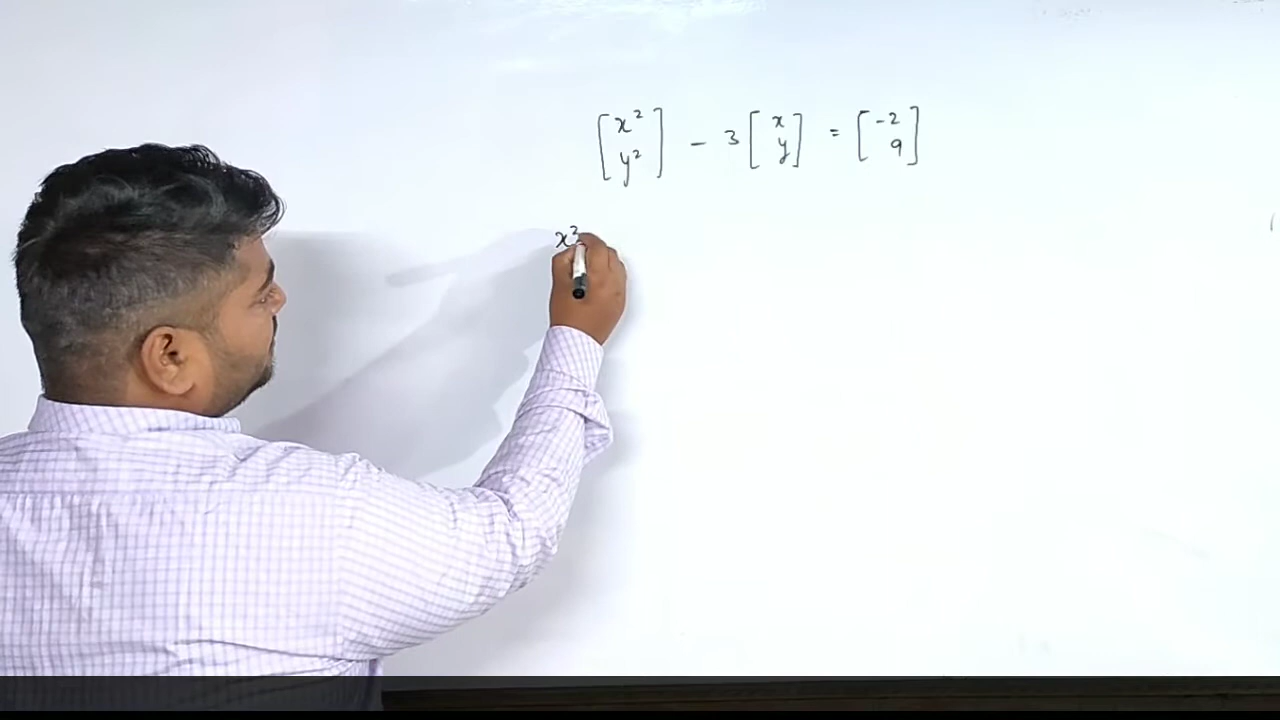 [x² y²] - 3 [x y] = [-2 9]
x²